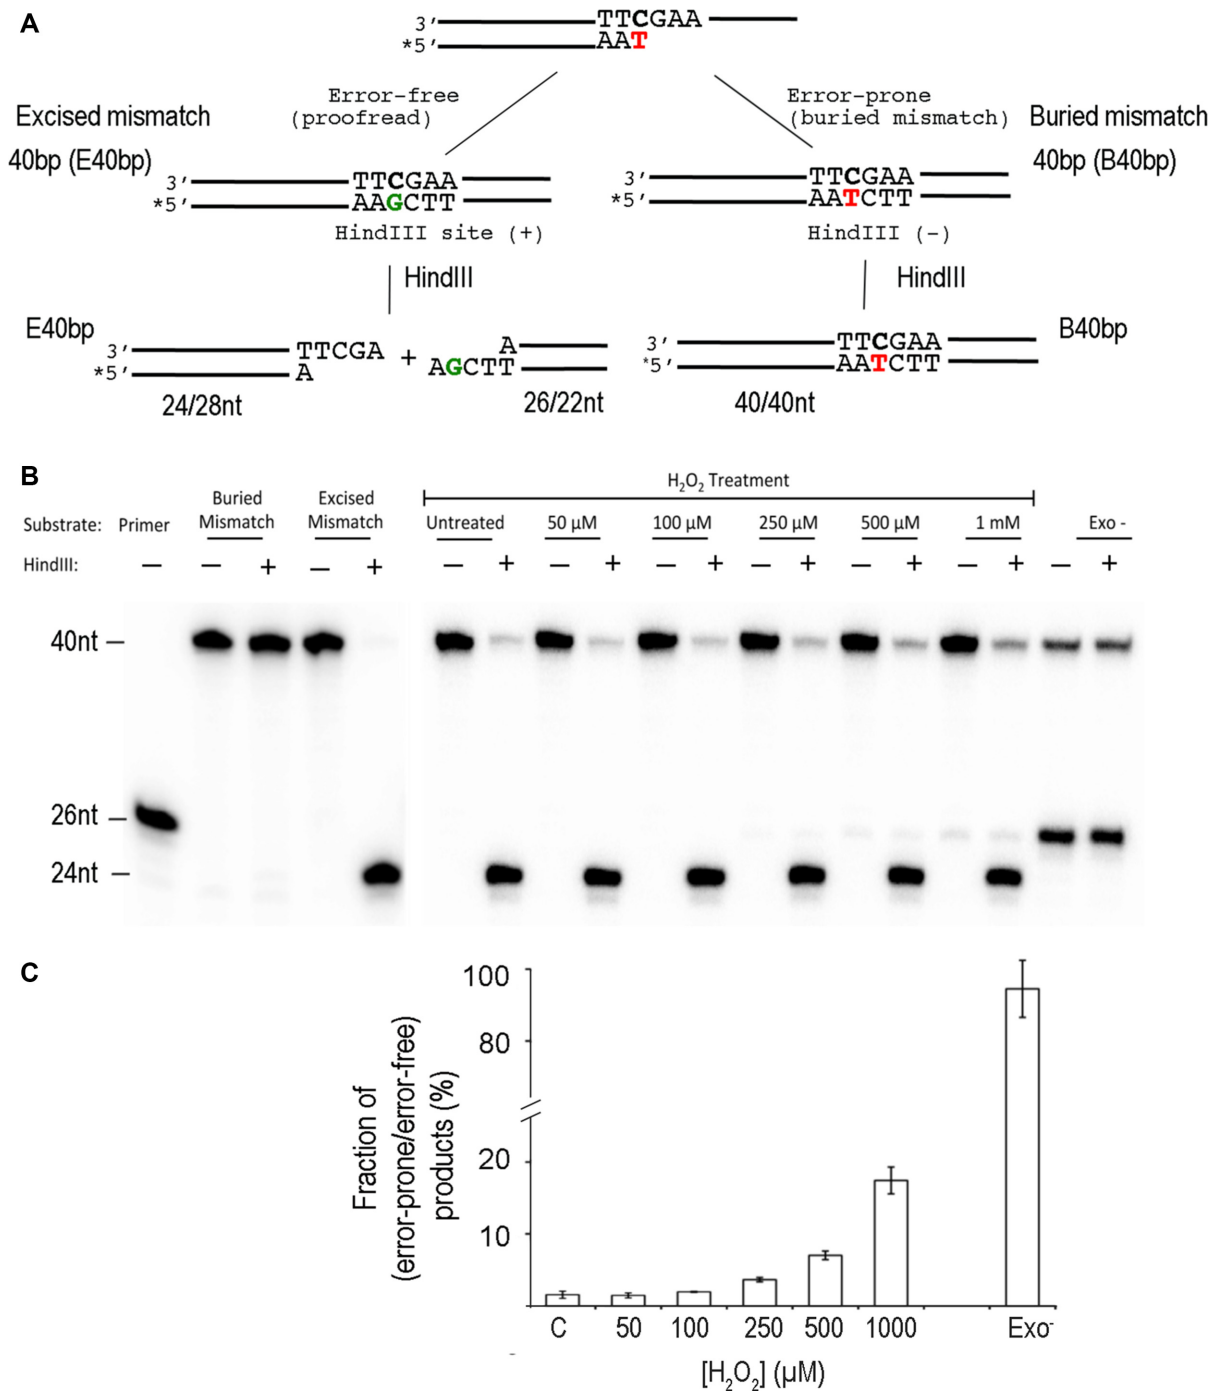 A
3′ TTCGAA
*5′ AAT
Error-free
(proofread)
Error-prone
(buried mismatch)
Excised mismatch
40bp (E40bp)
Buried mismatch
40bp (B40bp)
3′ TTCGAA
*5′ AAGCTT
HindIII site (+)
3′ TTCGAA
*5′ AATCTT
HindIII (-)
HindIII
HindIII
E40bp
3′ TTCGA + A
*5′ A AGCTT
24/28nt 26/22nt
B40bp
3′ TTCGAA
*5′ AATCTT
40/40nt
B
H2O2 Treatment
Substrate: Primer Buried Mismatch Excised Mismatch Untreated 50 µM 100 µM 250 µM 500 µM 1 mM Exo -
HindIII: — — + — + — + — + — + — + — + — + — +
40nt
26nt
24nt
C
100
80
20
10
Fraction of
(error-prone/error-free)
products (%)
C 50 100 250 500 1000 Exo-
[H2O2] (µM)